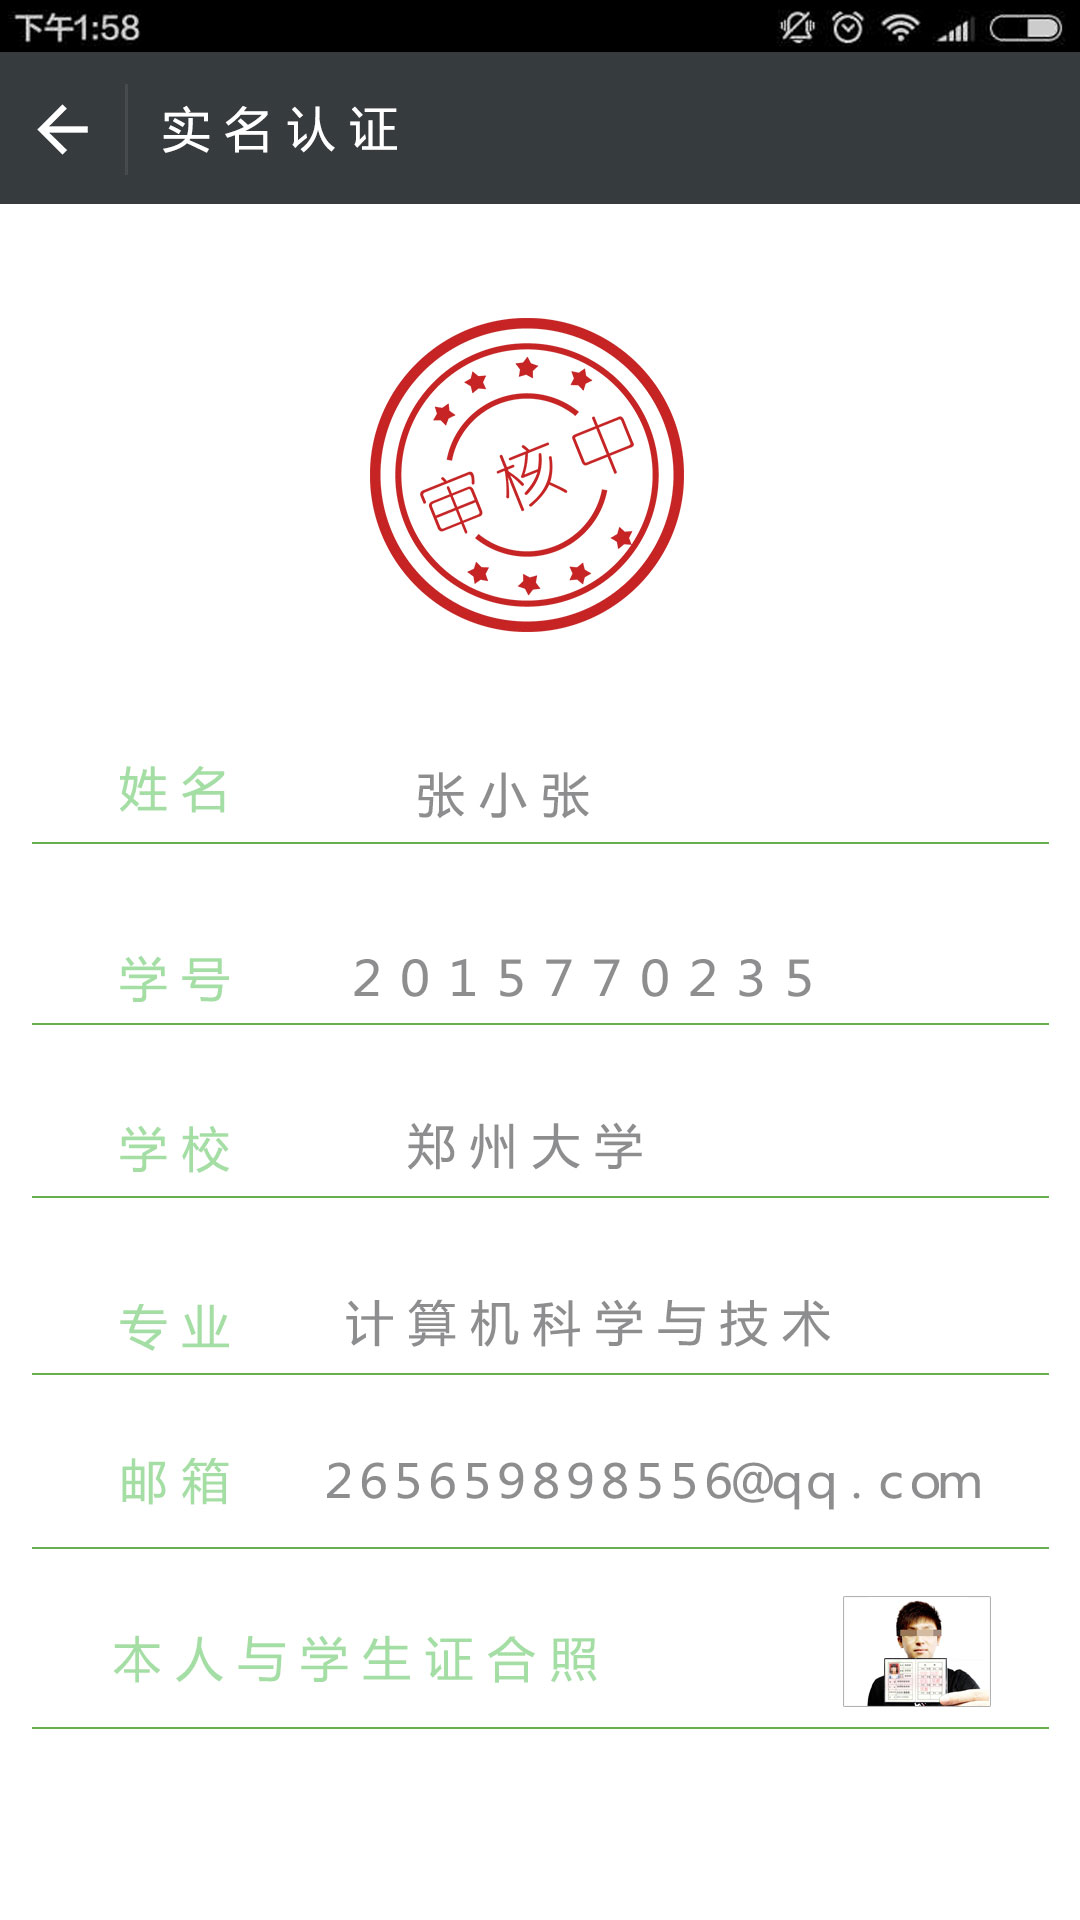 下午1:58
实名认证
审核中
姓名 张小张
学号 2015770235
学校 郑州大学
专业 计算机科学与技术
邮箱 265659898556@qq.com
本人与学生证合照